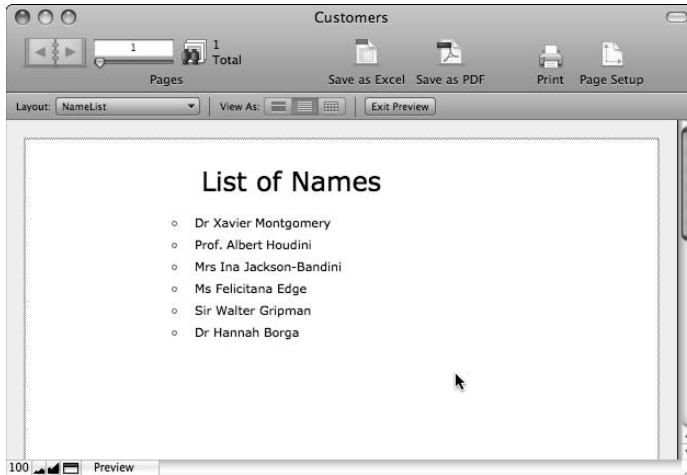 Customers
1
1
Total
Pages
Save as Excel
Save as PDF
Print
Page Setup
Layout: NameList
View As:
Exit Preview
List of Names
Dr Xavier Montgomery
Prof. Albert Houdini
Mrs Ina Jackson-Bandini
Ms Felicitana Edge
Sir Walter Gripman
Dr Hannah Borga
100
Preview